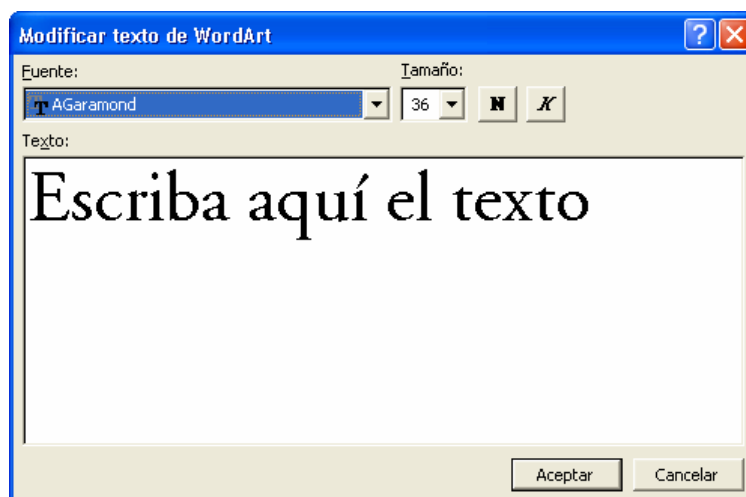 Modificar texto de WordArt
Fuente: Tamaño:
AGaramond 36 N K
Texto:
Escriba aquí el texto
Aceptar Cancelar